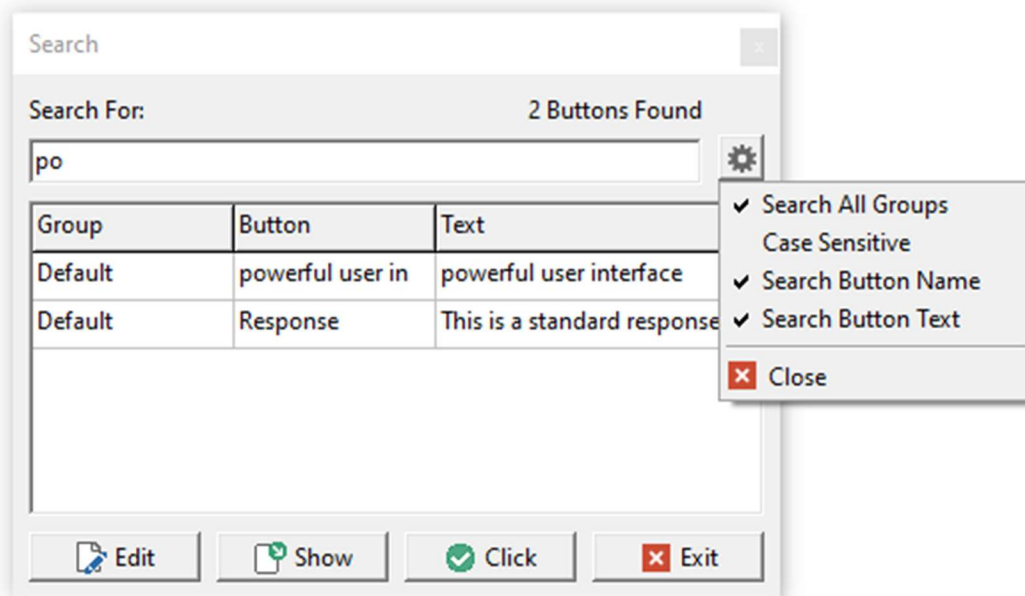 Search
Search For: 2 Buttons Found
po
Group Button Text
Default powerful user in powerful user interface
Default Response This is a standard response
Search All Groups
Case Sensitive
Search Button Name
Search Button Text
Close
Edit Show Click Exit